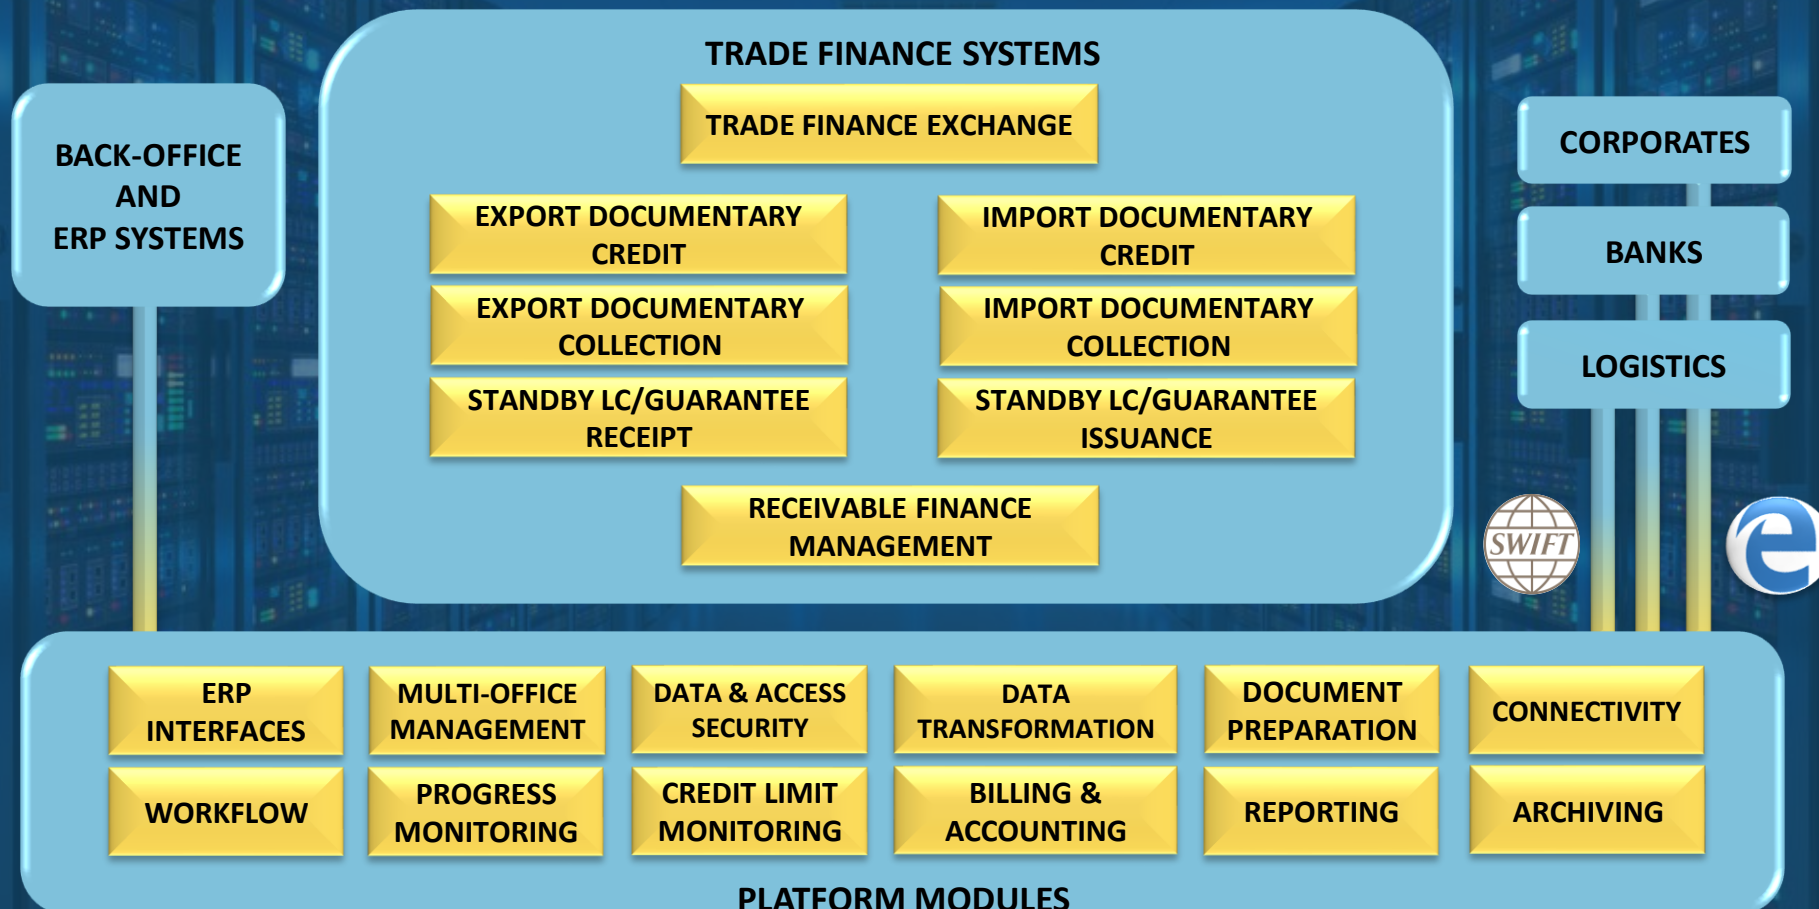 TRADE FINANCE SYSTEMS
TRADE FINANCE EXCHANGE
BACK-OFFICE
AND
ERP SYSTEMS
EXPORT DOCUMENTARY
CREDIT
IMPORT DOCUMENTARY
CREDIT
EXPORT DOCUMENTARY
COLLECTION
IMPORT DOCUMENTARY
COLLECTION
STANDBY LC/GUARANTEE
RECEIPT
STANDBY LC/GUARANTEE
ISSUANCE
RECEIVABLE FINANCE
MANAGEMENT
CORPORATES
BANKS
LOGISTICS
SWIFT
e
ERP
INTERFACES
MULTI-OFFICE
MANAGEMENT
DATA & ACCESS
SECURITY
DATA
TRANSFORMATION
DOCUMENT
PREPARATION
CONNECTIVITY
WORKFLOW
PROGRESS
MONITORING
CREDIT LIMIT
MONITORING
BILLING &
ACCOUNTING
REPORTING
ARCHIVING
PLATFORM MODULES